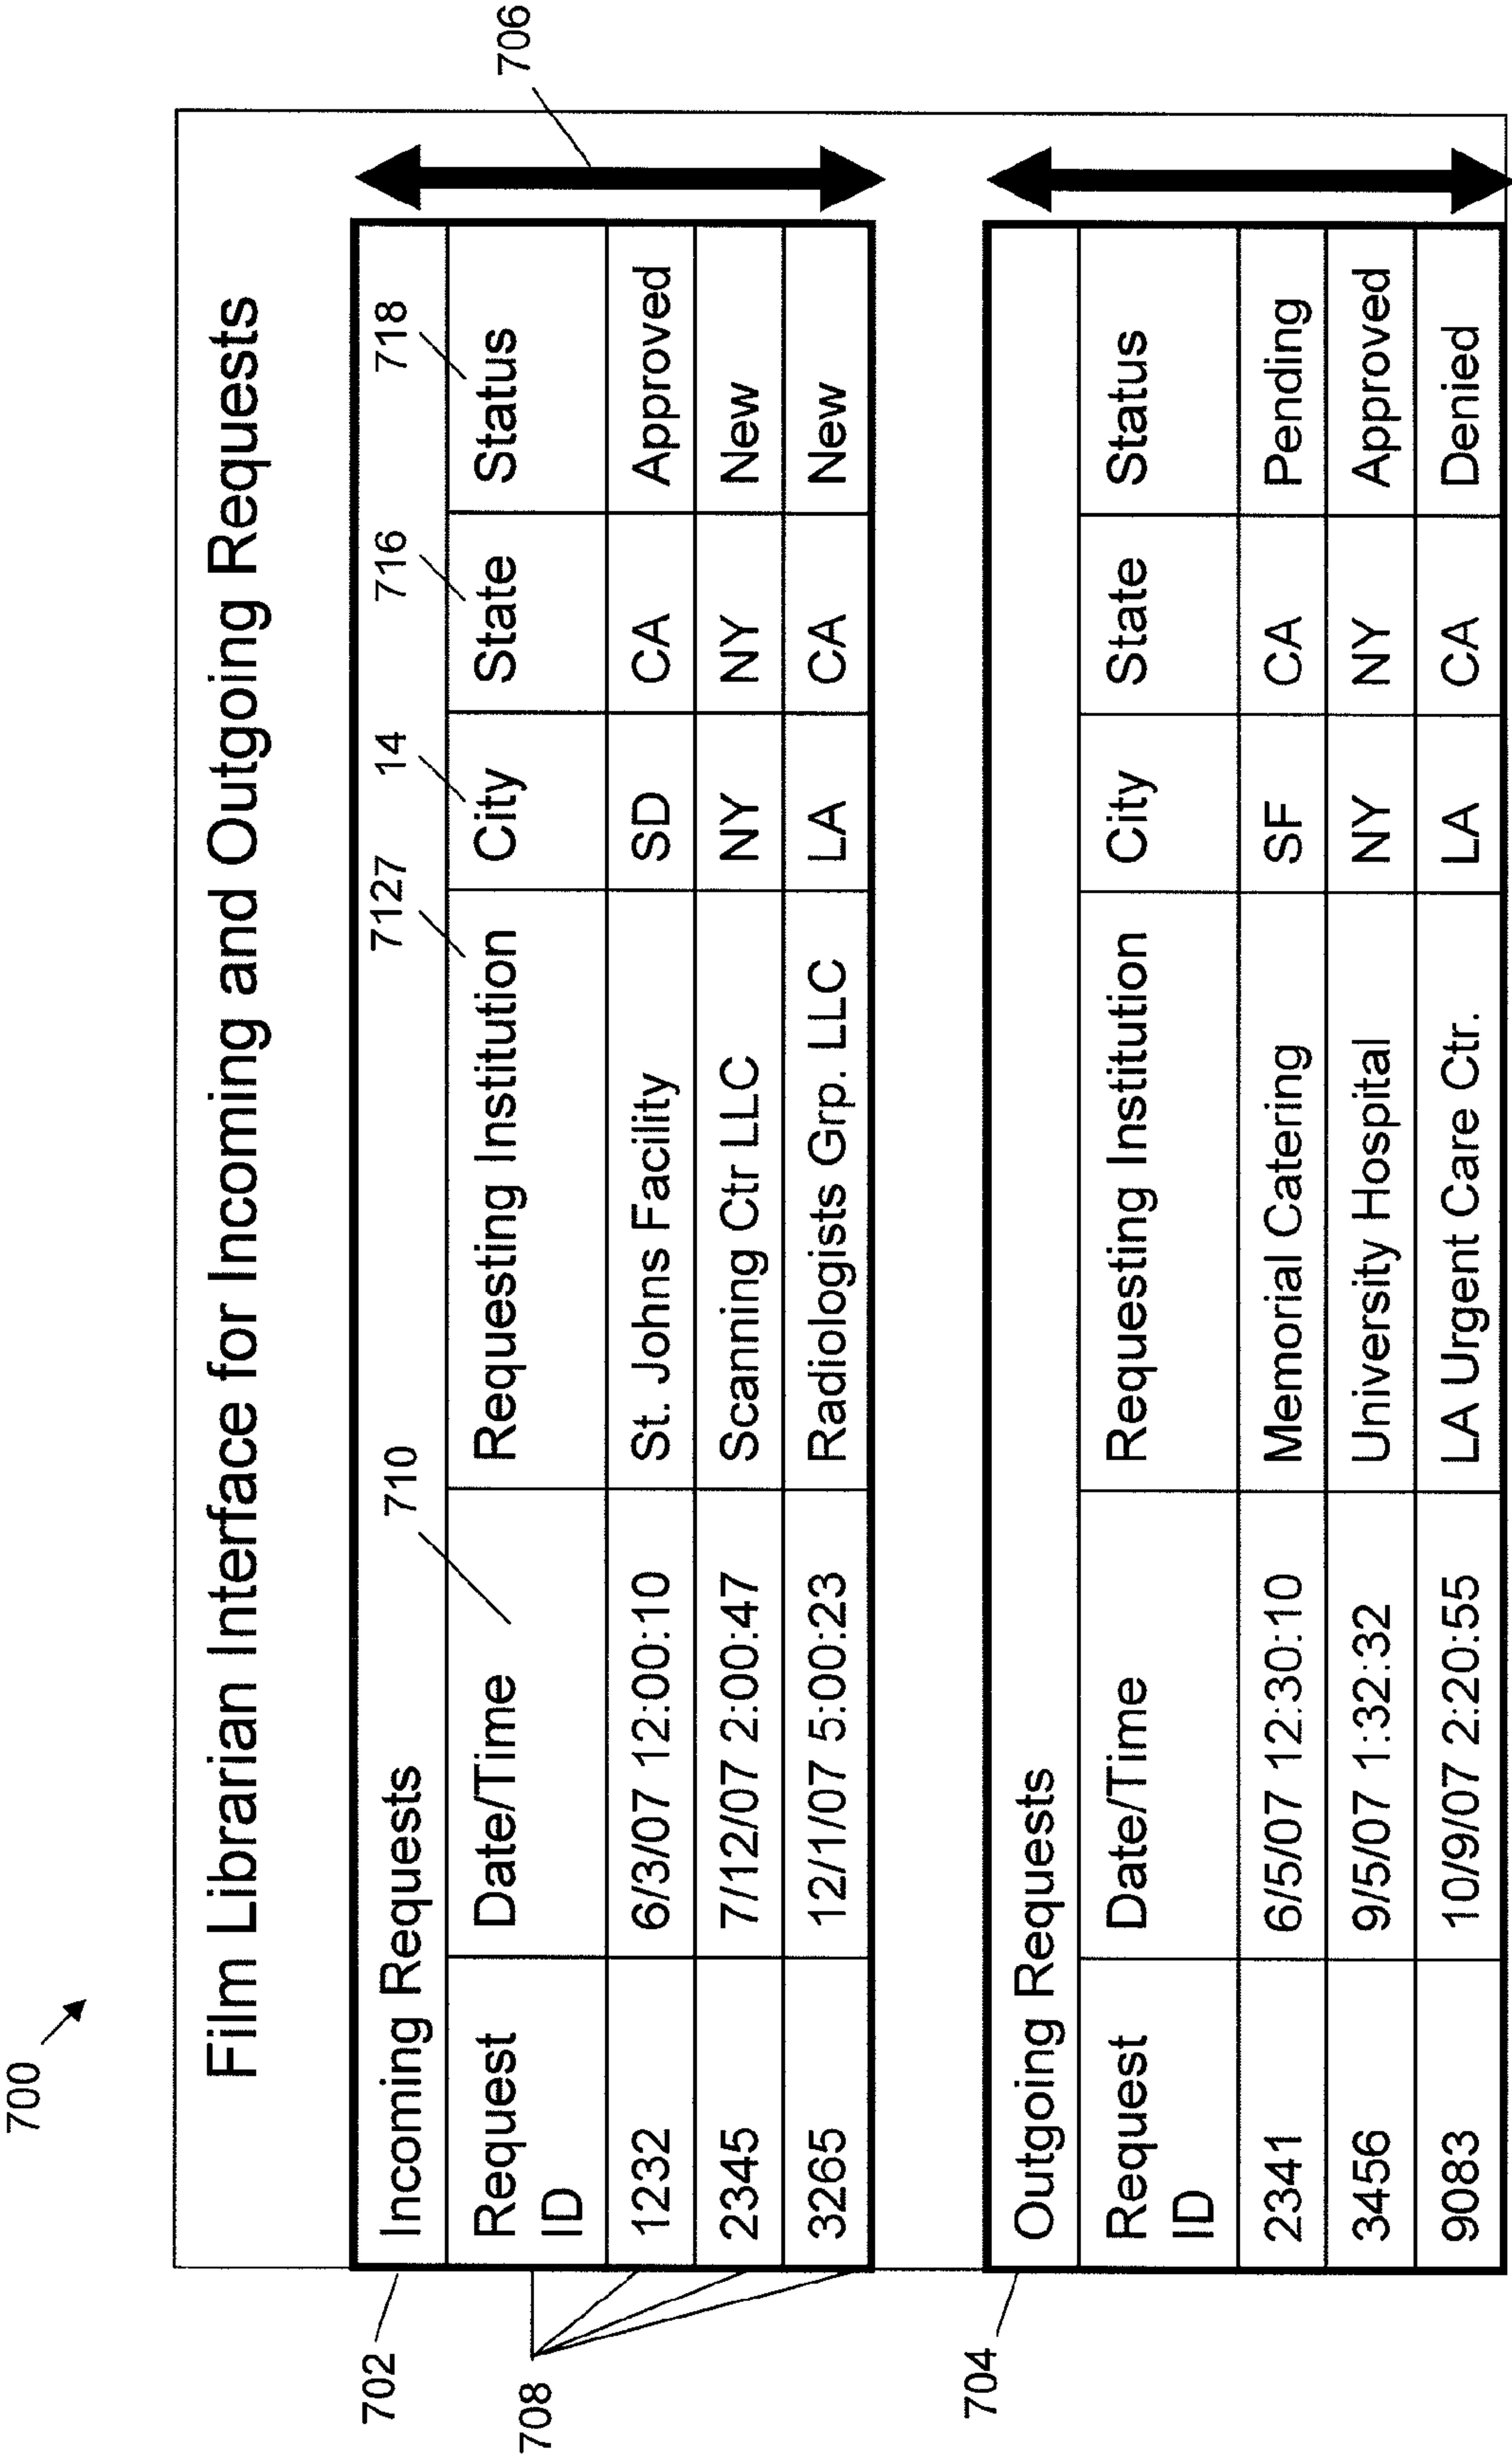 700
Film Librarian Interface for Incoming and Outgoing Requests
702
Incoming Requests
710
7127
14
716
718
706
708
Request ID Date/Time Requesting Institution City State Status
1232 6/3/07 12:00:10 St. Johns Facility SD CA Approved
2345 7/12/07 2:00:47 Scanning Ctr LLC NY NY New
3265 12/1/07 5:00:23 Radiologists Grp. LLC LA CA New
704
Outgoing Requests
Request ID Date/Time Requesting Institution City State Status
2341 6/5/07 12:30:10 Memorial Catering SF CA Pending
3456 9/5/07 1:32:32 University Hospital NY NY Approved
9083 10/9/07 2:20:55 LA Urgent Care Ctr. LA CA Denied